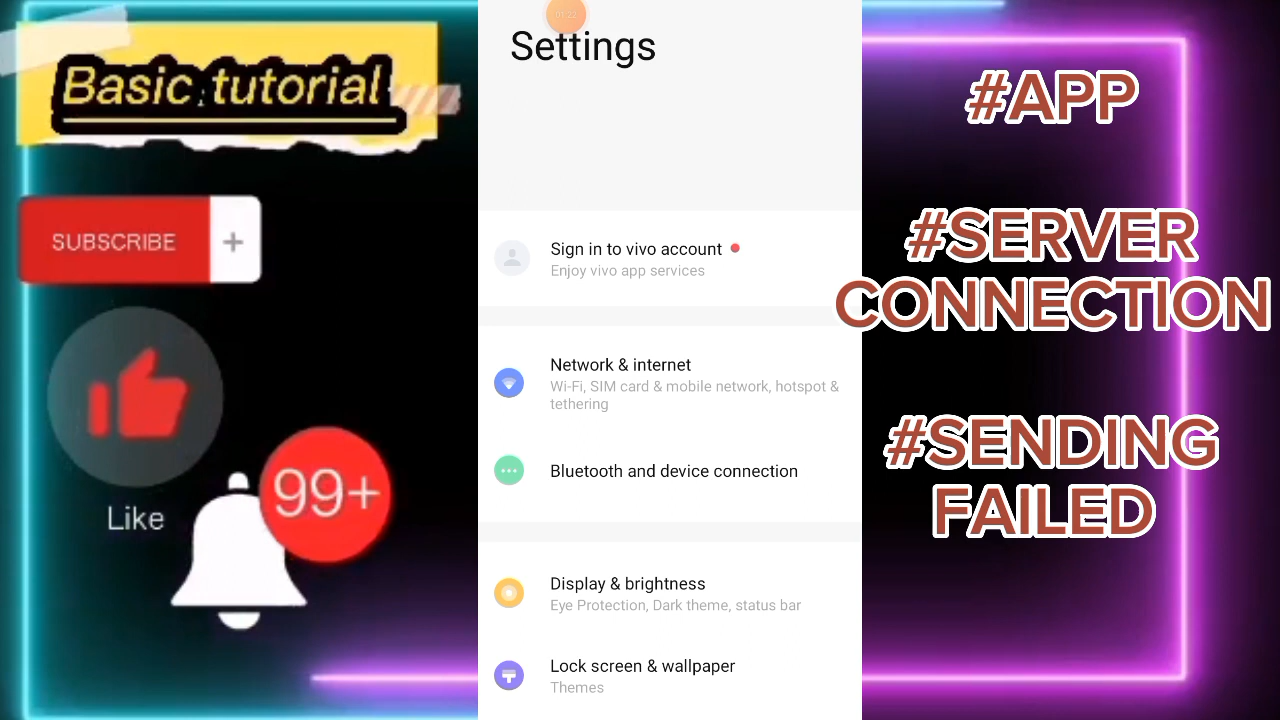 Basic tutorial
SUBSCRIBE
Like
99+
01:22
Settings
Sign in to vivo account
Enjoy vivo app services
Network & internet
Wi-Fi, SIM card & mobile network, hotspot &
tethering
Bluetooth and device connection
Display & brightness
Eye Protection, Dark theme, status bar
Lock screen & wallpaper
Themes
#APP
#SERVER
CONNECTION
#SENDING
FAILED